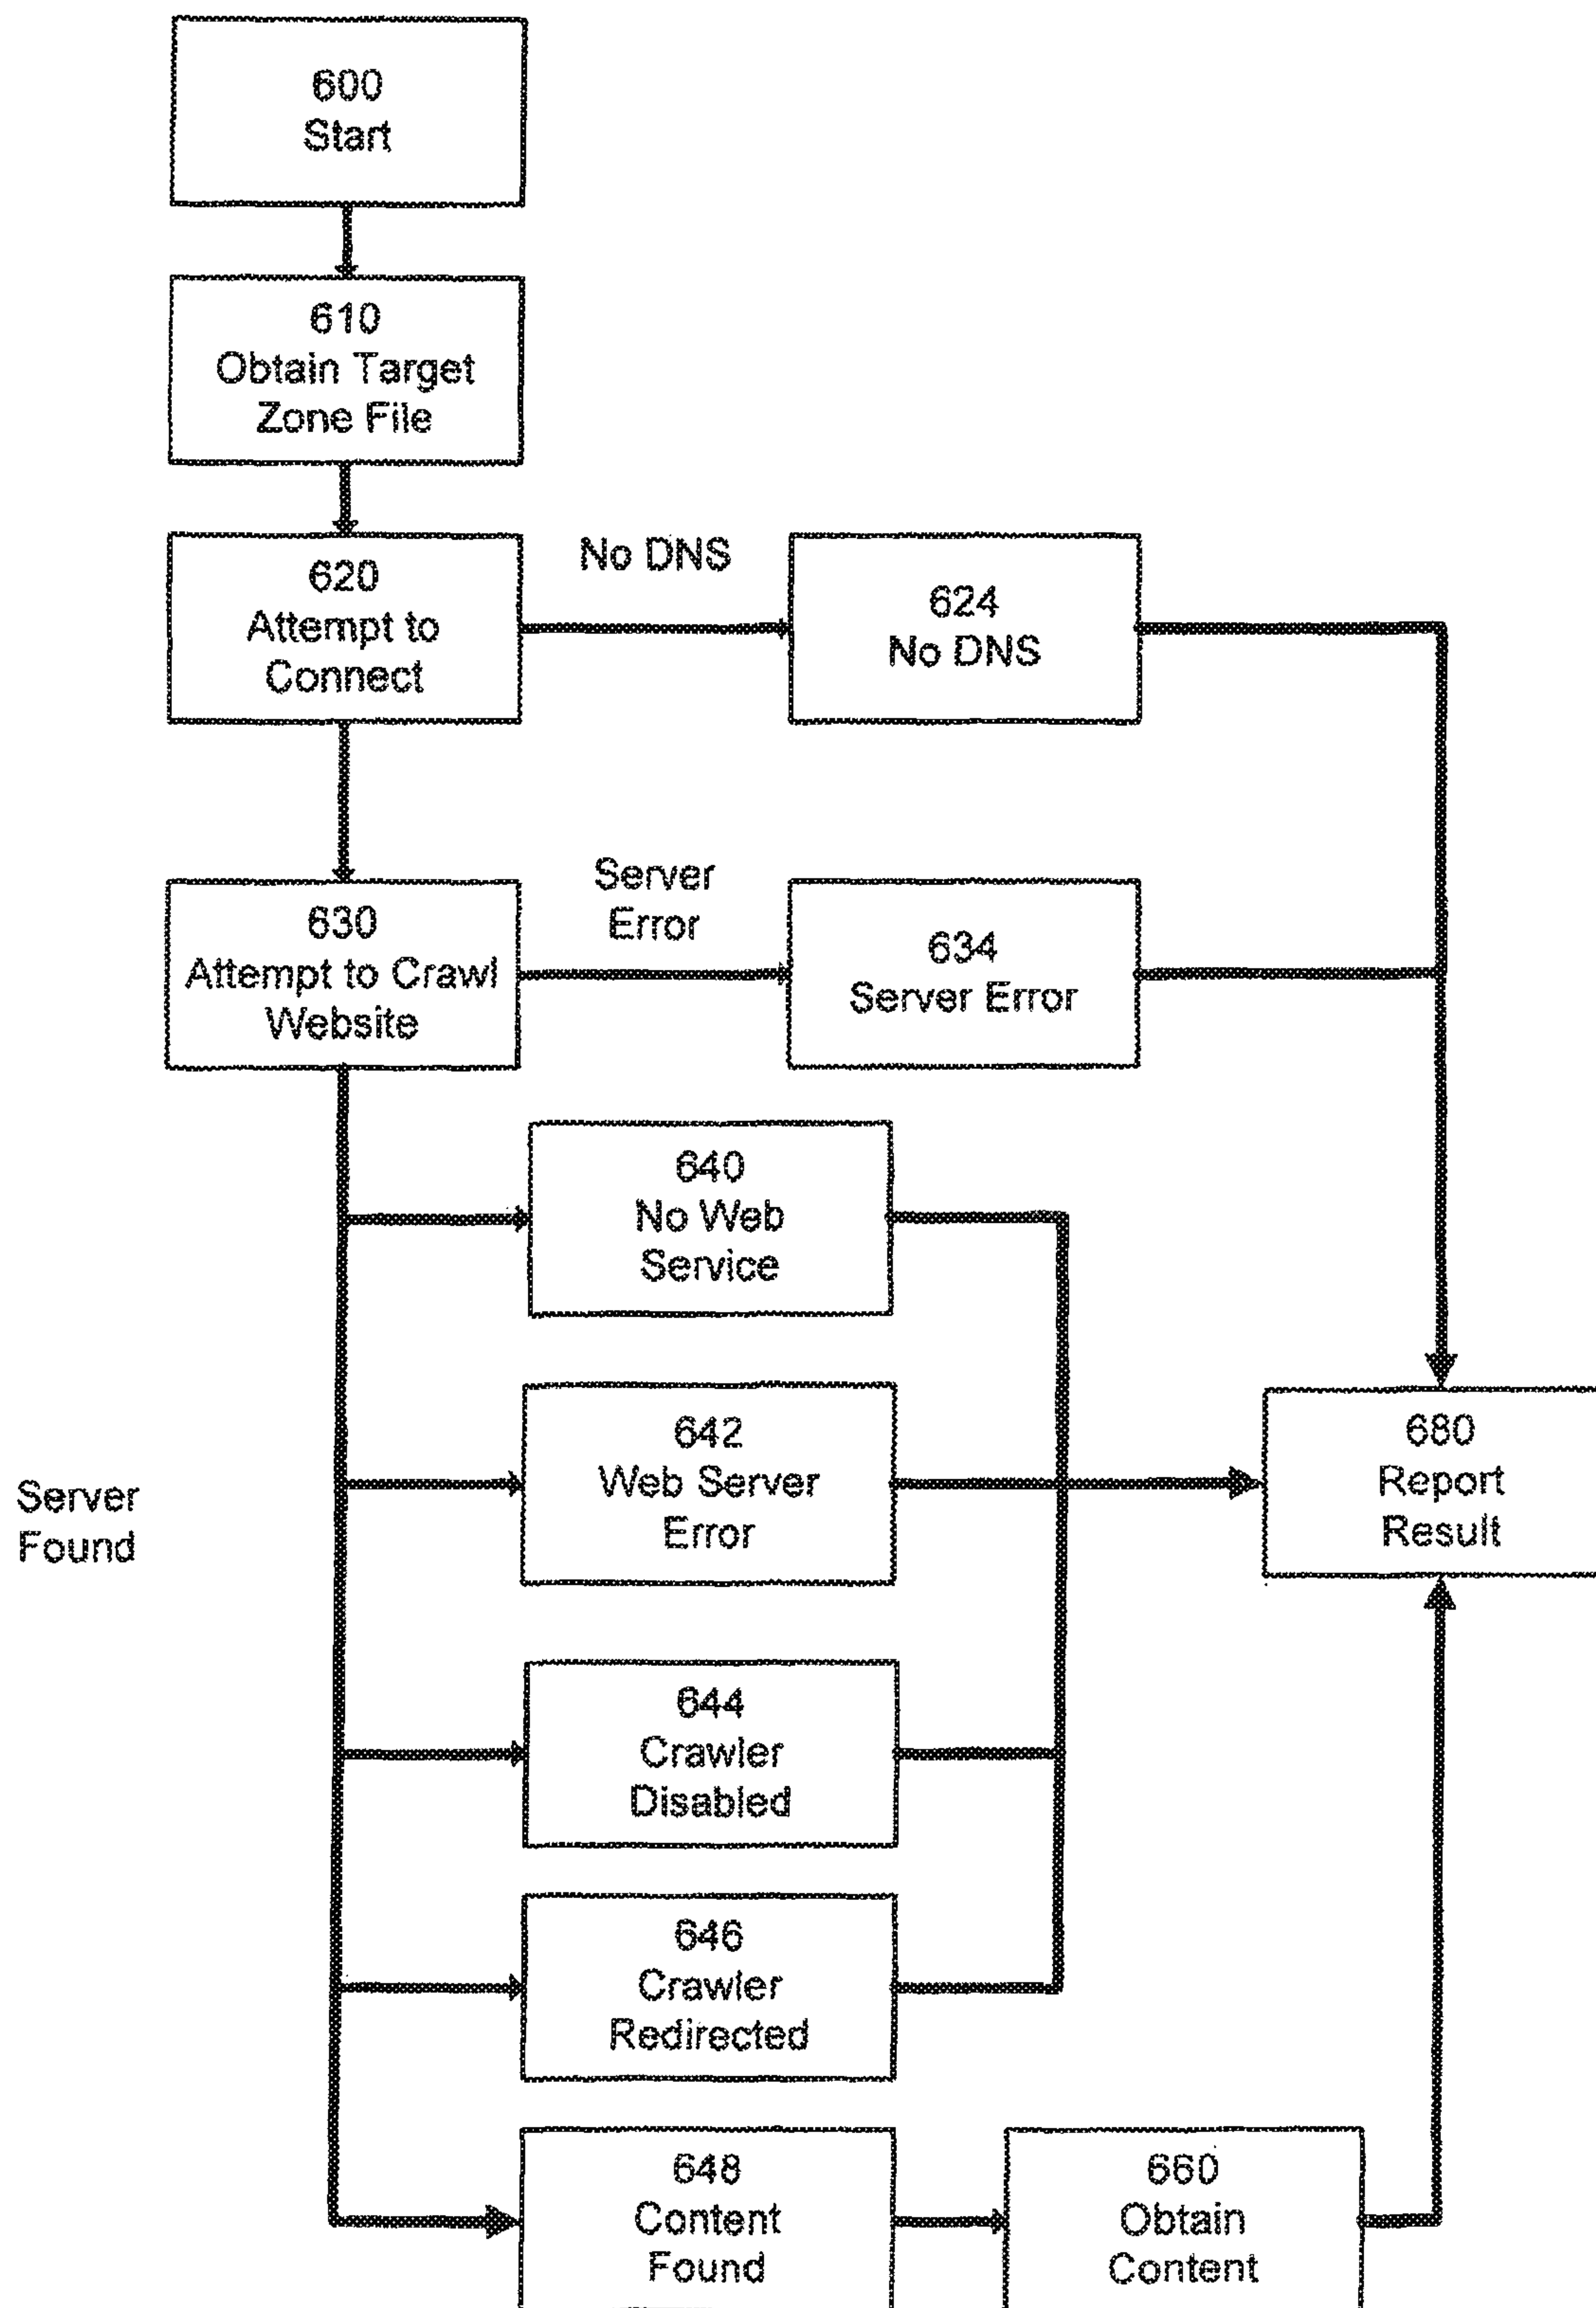 600
Start
610
Obtain Target
Zone File
620
Attempt to
Connect
No DNS
624
No DNS
630
Attempt to Crawl
Website
Server
Error
634
Server Error
640
No Web
Service
Server
Found
642
Web Server
Error
680
Report
Result
644
Crawler
Disabled
646
Crawler
Redirected
648
Content
Found
660
Obtain
Content